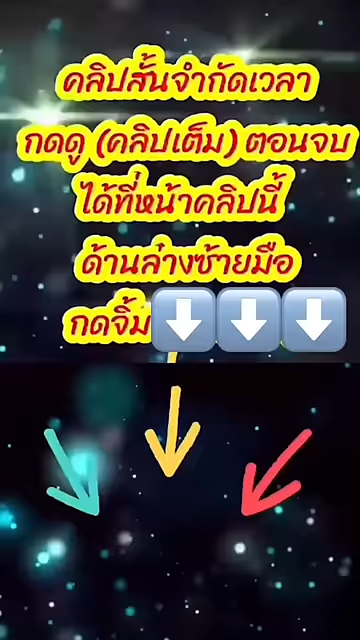 คลิปสั้นจำกัดเวลา
กดดู (คลิปเต็ม) ตอนจบ
ได้ที่หน้าคลิปนี้
ด้านล่างซ้ายมือ
กดจิ้ม⬇️⬇️⬇️